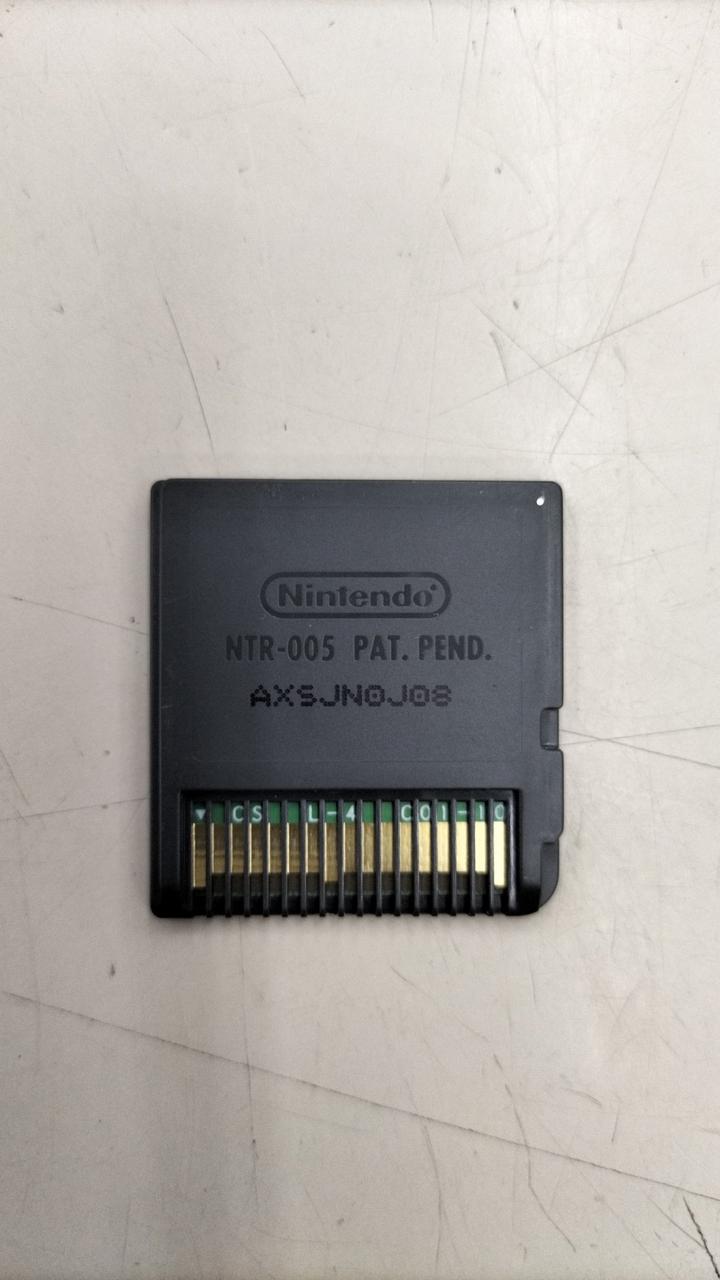 Nintendo
NTR-005 PAT. PEND.
AXSJN0J08
▼ CS L-4 C01-10